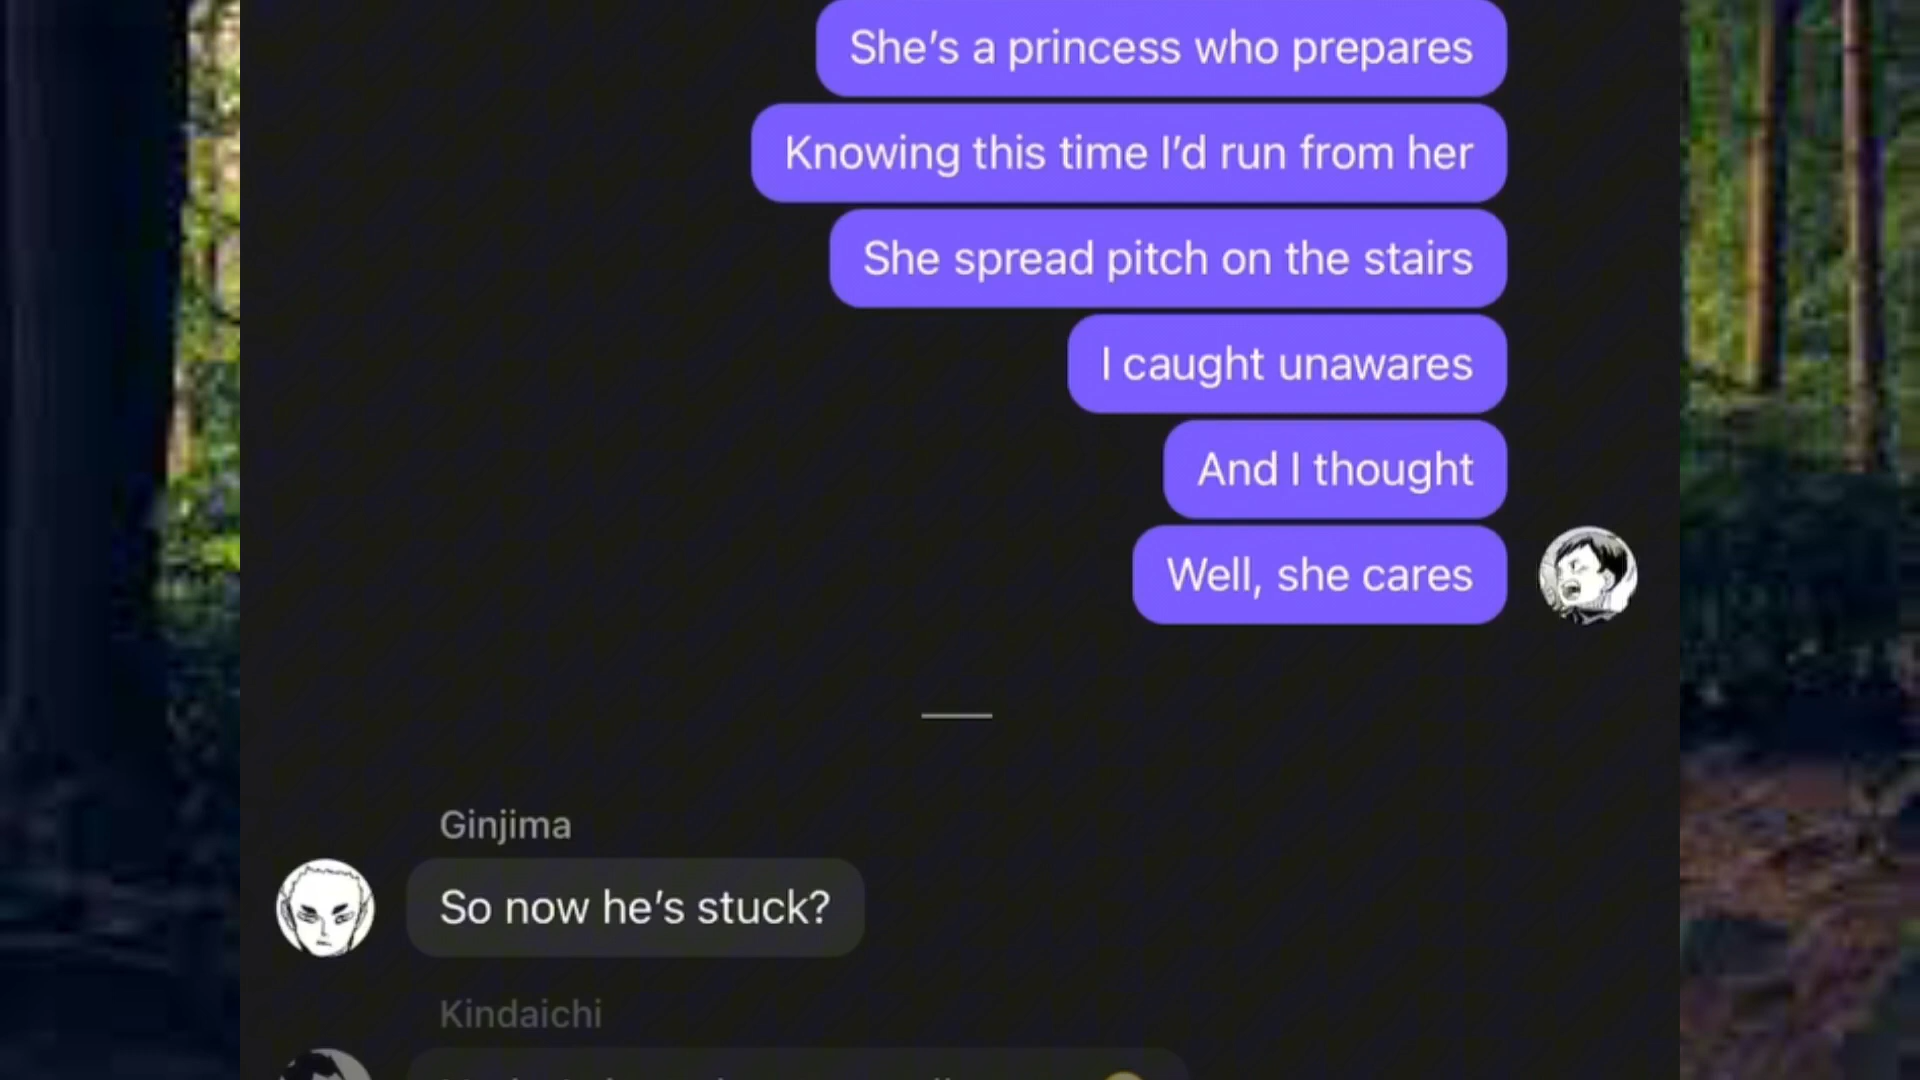 She’s a princess who prepares
Knowing this time I’d run from her
She spread pitch on the stairs
I caught unawares
And I thought
Well, she cares
Ginjima
So now he’s stuck?
Kindaichi